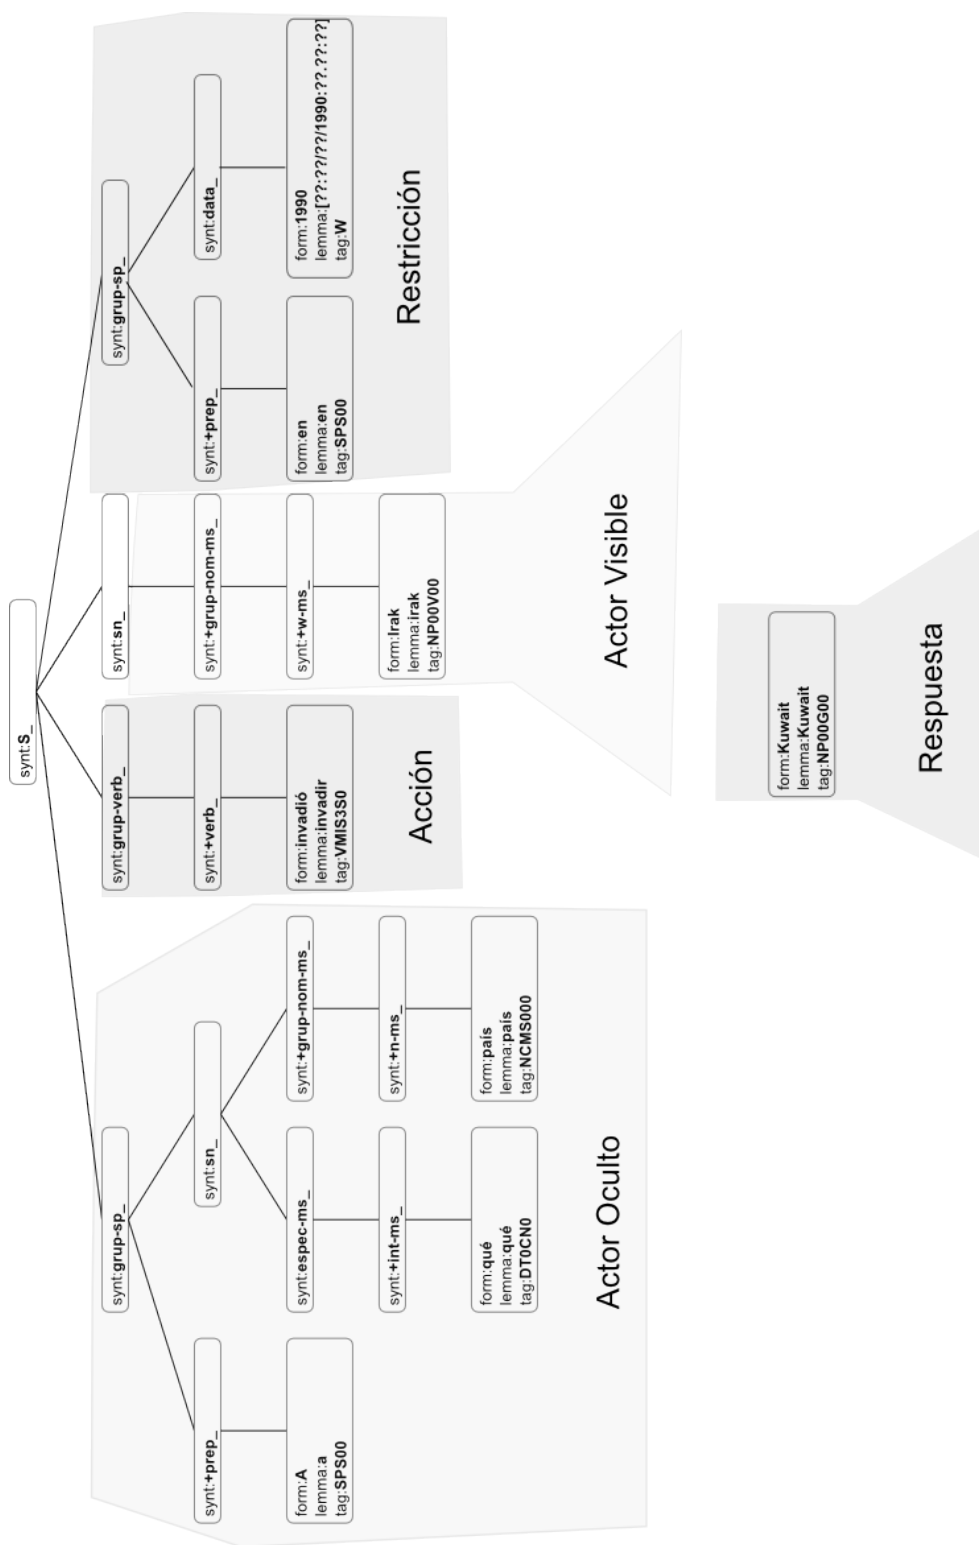 synt:S_
synt:grup-sp_
synt:grup-verb_
synt:sn_
synt:grup-sp_
synt:+prep_
synt:sn_
synt:+verb_
synt:+grup-nom-ms_
synt:+prep_
synt:data_
form:A
lemma:a
tag:SPS00
synt:espec-ms_
synt:+grup-nom-ms_
form:invadió
lemma:invadir
tag:VMIS3S0
synt:+w-ms_
form:en
lemma:en
tag:SPS00
form:1990
lemma:[??:??/??/1990:??.??:??]
tag:W
synt:+int-ms_
synt:+n-ms_
form:Irak
lemma:irak
tag:NP00V00
Acción
Restricción
form:qué
lemma:qué
tag:DT0CN0
form:país
lemma:país
tag:NCMS000
Actor Oculto
Actor Visible
form:Kuwait
lemma:Kuwait
tag:NP00G00
Respuesta